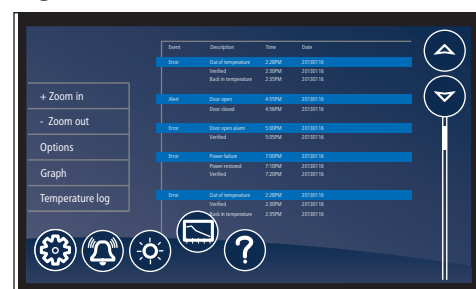 Event Description Time Date
Error Out of temperature 2:28PM 20130116
Verified 2:30PM 20130116
Back in temperature 2:35PM 20130116
Alert Door open 4:55PM 20130116
Door closed 4:56PM 20130116
Error Door open alarm 5:00PM 20130116
Verified 5:05PM 20130116
Error Power failure 7:00PM 20130116
Power restored 7:10PM 20130116
Verified 7:20PM 20130116
Error Out of temperature 2:28PM 20130116
Verified 2:30PM 20130116
Back in temperature 2:35PM 20130116
+ Zoom in
- Zoom out
Options
Graph
Temperature log
?